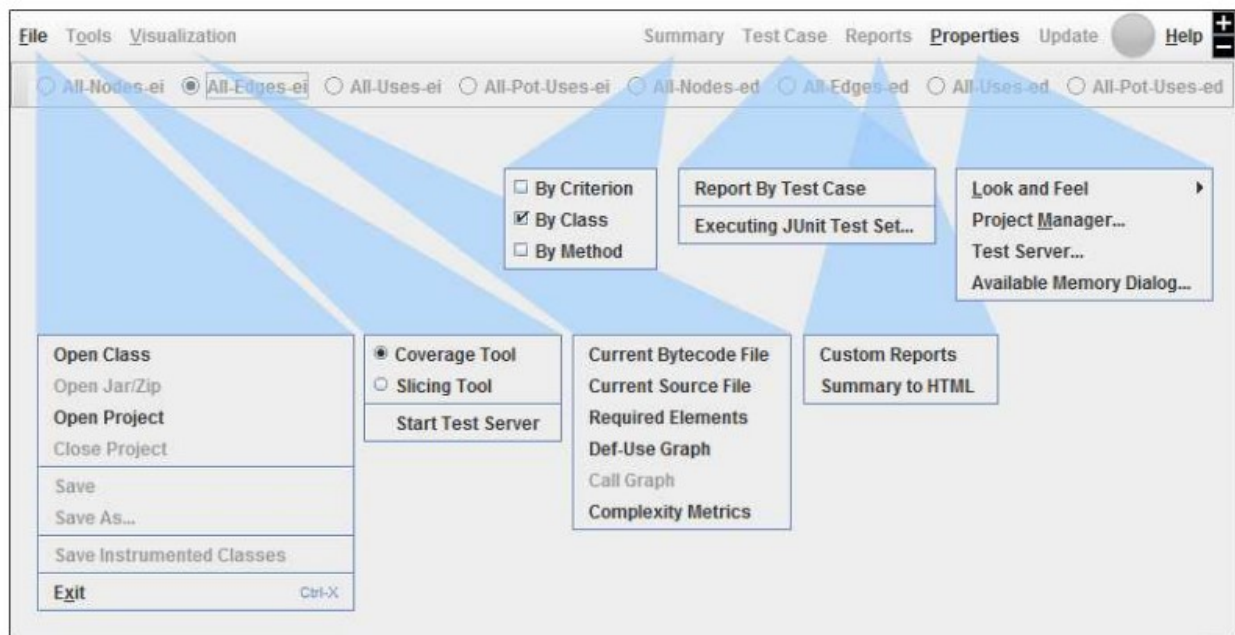 File Tools Visualization Summary Test Case Reports Properties Update Help
All-Nodes-ei All-Edges-ei All-Uses-ei All-Pot-Uses-ei All-Nodes-ed All-Edges-ed All-Uses-ed All-Pot-Uses-ed
By Criterion
By Class
By Method
Report By Test Case
Executing JUnit Test Set...
Look and Feel
Project Manager...
Test Server...
Available Memory Dialog...
Open Class
Open Jar/Zip
Open Project
Close Project
Save
Save As...
Save Instrumented Classes
Exit Ctrl-X
Coverage Tool
Slicing Tool
Start Test Server
Current Bytecode File
Current Source File
Required Elements
Def-Use Graph
Call Graph
Complexity Metrics
Custom Reports
Summary to HTML